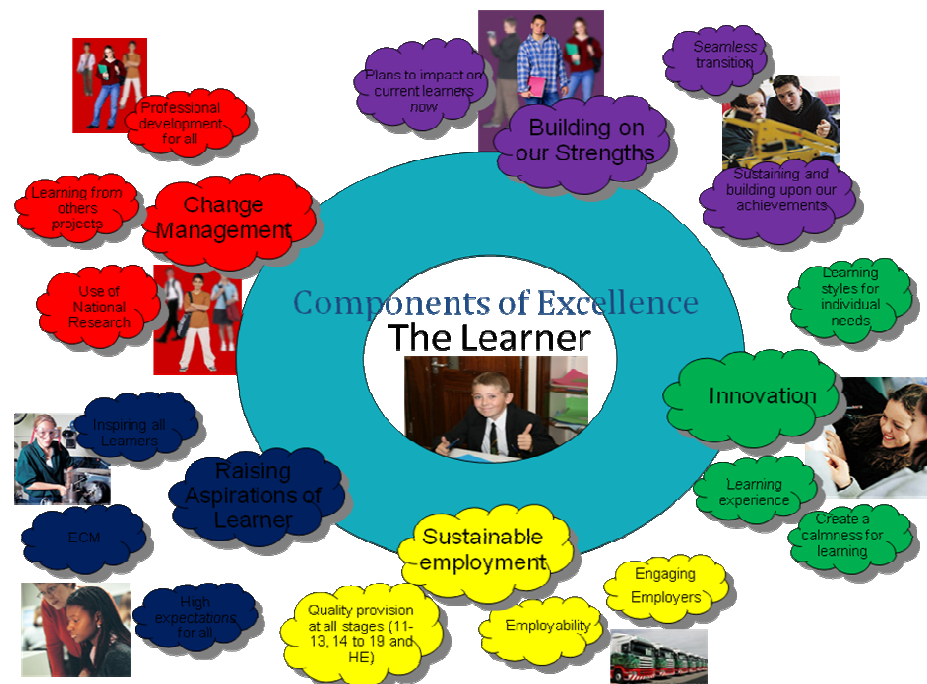 Plans to impact on
current learners
now
Building on
our Strengths
Seamless
transition
Sustaining and
building upon our
achievements
Professional
development
for all
Learning from
others
projects
Change
Management
Use of
National
Research
Components of Excellence
The Learner
Learning
styles for
individual
needs
Innovation
Learning
experience
Create a
calmness for
learning
Inspiring all
Learners
Raising
Aspirations of
Learner
ECM
High
expectations
for all
Sustainable
employment
Quality provision
at all stages (11-
13, 14 to 19 and
HE)
Employability
Engaging
Employers